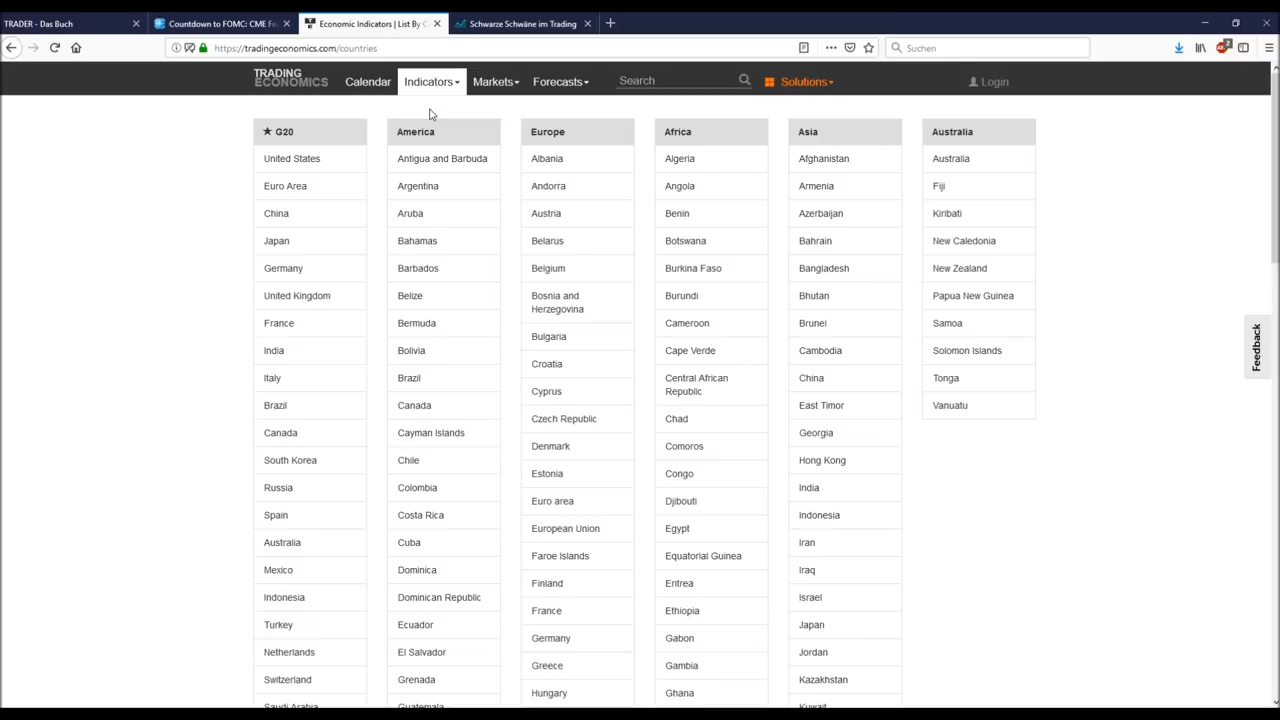 TRADER - Das Buch
Countdown to FOMC: CME Fe
Economic Indicators | List By C
Schwarze Schwäne im Trading
https://tradingeconomics.com/countries
Suchen
TRADING
ECONOMICS
Calendar
Indicators
Markets
Forecasts
Search
Solutions
Login
★ G20
United States
Euro Area
China
Japan
Germany
United Kingdom
France
India
Italy
Brazil
Canada
South Korea
Russia
Spain
Australia
Mexico
Indonesia
Turkey
Netherlands
Switzerland
Saudi Arabia
America
Antigua and Barbuda
Argentina
Aruba
Bahamas
Barbados
Belize
Bermuda
Bolivia
Brazil
Canada
Cayman Islands
Chile
Colombia
Costa Rica
Cuba
Dominica
Dominican Republic
Ecuador
El Salvador
Grenada
Guatemala
Europe
Albania
Andorra
Austria
Belarus
Belgium
Bosnia and
Herzegovina
Bulgaria
Croatia
Cyprus
Czech Republic
Denmark
Estonia
Euro area
European Union
Faroe Islands
Finland
France
Germany
Greece
Hungary
Africa
Algeria
Angola
Benin
Botswana
Burkina Faso
Burundi
Cameroon
Cape Verde
Central African
Republic
Chad
Comoros
Congo
Djibouti
Egypt
Equatorial Guinea
Eritrea
Ethiopia
Gabon
Gambia
Ghana
Asia
Afghanistan
Armenia
Azerbaijan
Bahrain
Bangladesh
Bhutan
Brunei
Cambodia
China
East Timor
Georgia
Hong Kong
India
Indonesia
Iran
Iraq
Israel
Japan
Jordan
Kazakhstan
Kuwait
Australia
Australia
Fiji
Kiribati
New Caledonia
New Zealand
Papua New Guinea
Samoa
Solomon Islands
Tonga
Vanuatu
Feedback